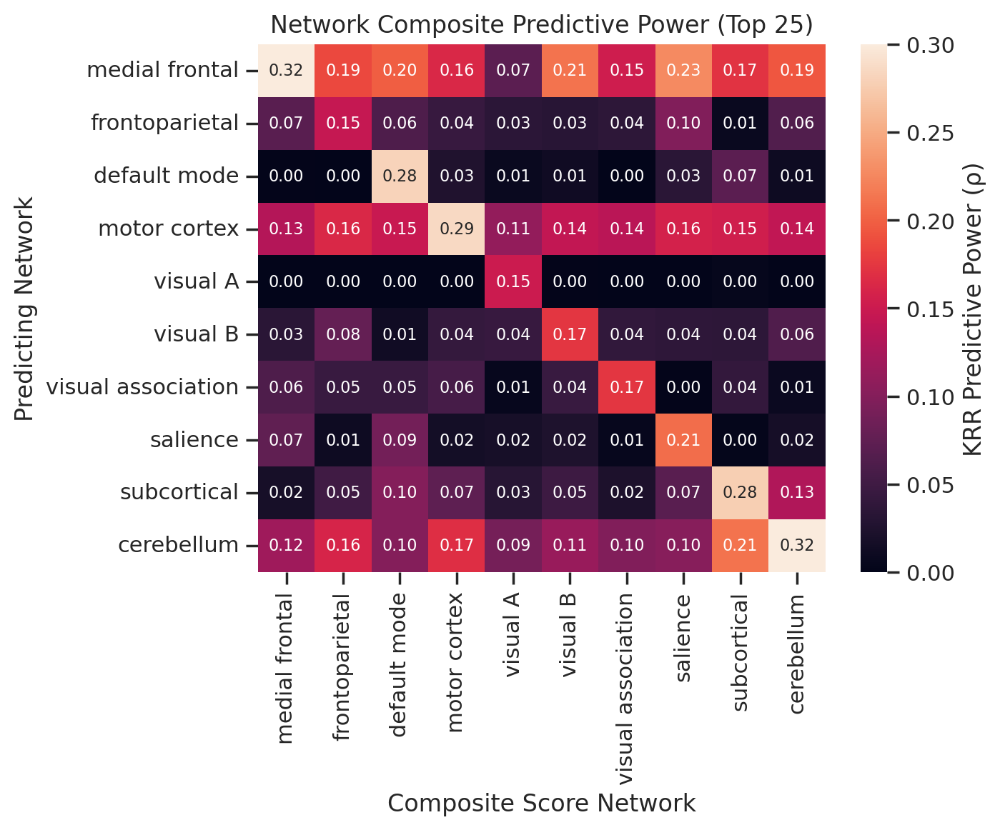 Network Composite Predictive Power (Top 25)
Predicting Network
medial frontal 0.32 0.19 0.20 0.16 0.07 0.21 0.15 0.23 0.17 0.19
frontoparietal 0.07 0.15 0.06 0.04 0.03 0.03 0.04 0.10 0.01 0.06
default mode 0.00 0.00 0.28 0.03 0.01 0.01 0.00 0.03 0.07 0.01
motor cortex 0.13 0.16 0.15 0.29 0.11 0.14 0.14 0.16 0.15 0.14
visual A 0.00 0.00 0.00 0.00 0.15 0.00 0.00 0.00 0.00 0.00
visual B 0.03 0.08 0.01 0.04 0.04 0.17 0.04 0.04 0.04 0.06
visual association 0.06 0.05 0.05 0.06 0.01 0.04 0.17 0.00 0.04 0.01
salience 0.07 0.01 0.09 0.02 0.02 0.02 0.01 0.21 0.00 0.02
subcortical 0.02 0.05 0.10 0.07 0.03 0.05 0.02 0.07 0.28 0.13
cerebellum 0.12 0.16 0.10 0.17 0.09 0.11 0.10 0.10 0.21 0.32
medial frontal
frontoparietal
default mode
motor cortex
visual A
visual B
visual association
salience
subcortical
cerebellum
Composite Score Network
0.30
0.25
0.20
0.15
0.10
0.05
0.00
KRR Predictive Power (ρ)